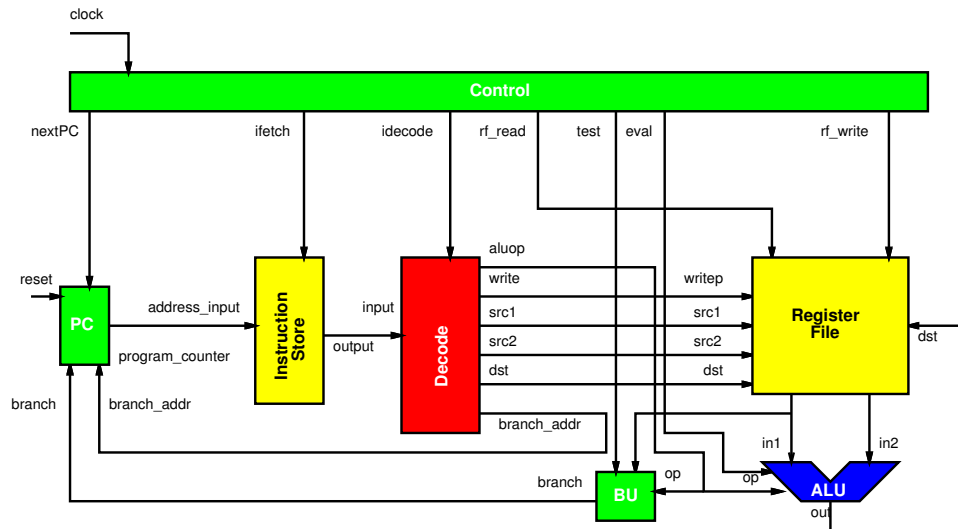 clock
Control
nextPC
ifetch
idecode
rf_read
test
eval
rf_write
aluop
reset
write
writep
PC
address_input
input
src1
src1
Register
File
Instruction
Store
Decode
program_counter
output
src2
src2
dst
dst
dst
branch
branch_addr
branch_addr
in1
in2
branch
op
op
BU
ALU
out